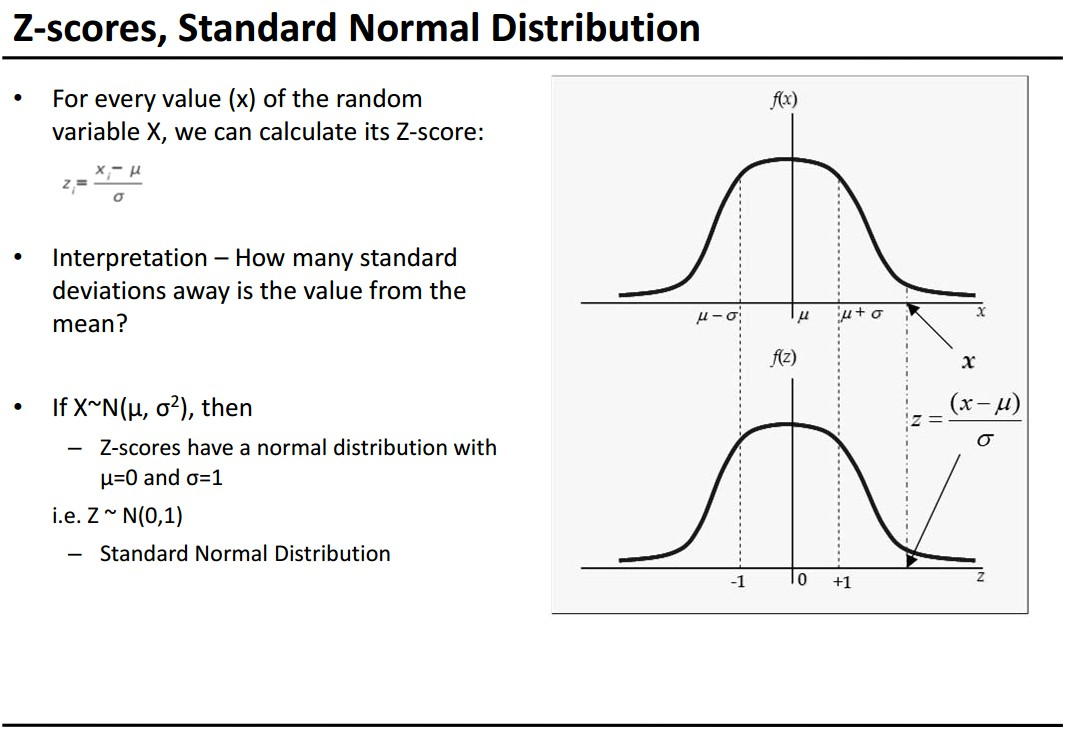 Z-scores, Standard Normal Distribution
• For every value (x) of the random
variable X, we can calculate its Z-score:
zᵢ= xᵢ− μ / σ
• Interpretation – How many standard
deviations away is the value from the
mean?
• If X~N(μ, σ²), then
– Z-scores have a normal distribution with
μ=0 and σ=1
i.e. Z ~ N(0,1)
– Standard Normal Distribution
f(x)
μ – σ μ μ + σ x
x
f(z)
z = (x – μ) / σ
-1 0 +1 z